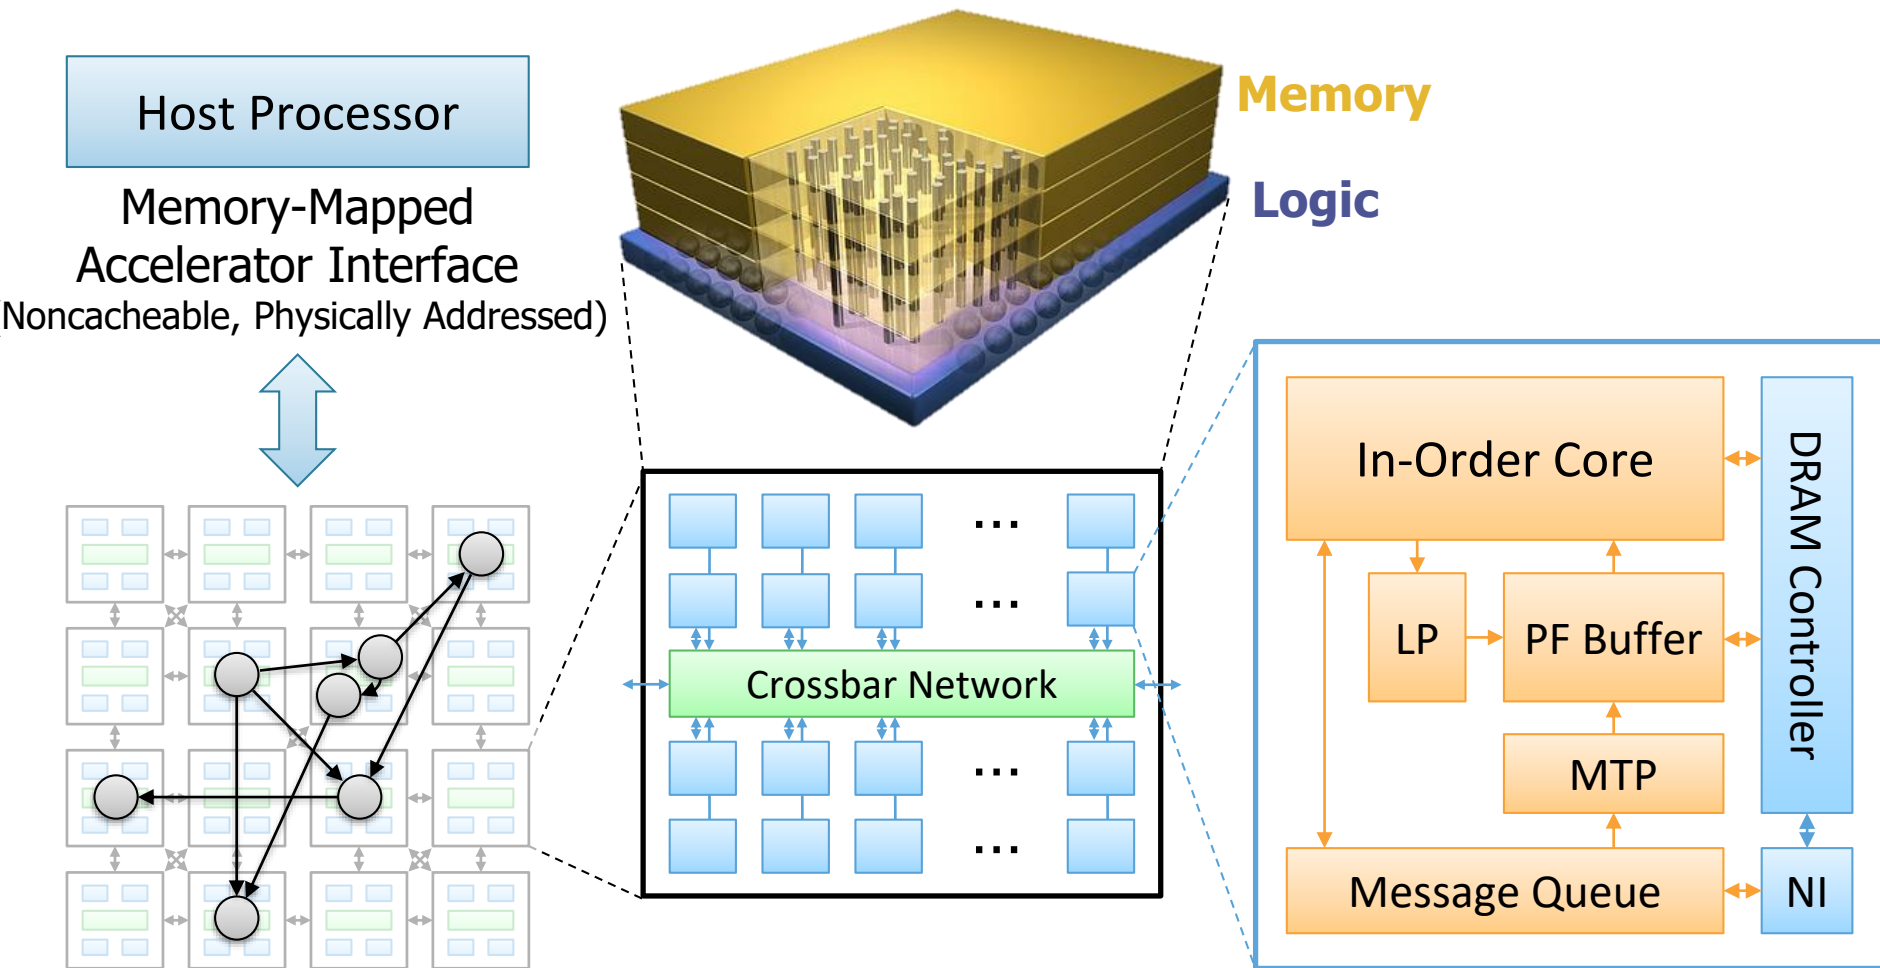 Host Processor
Memory-Mapped
Accelerator Interface
(Noncacheable, Physically Addressed)
Memory
Logic
...
...
Crossbar Network
...
...
In-Order Core
DRAM Controller
LP
PF Buffer
MTP
Message Queue
NI